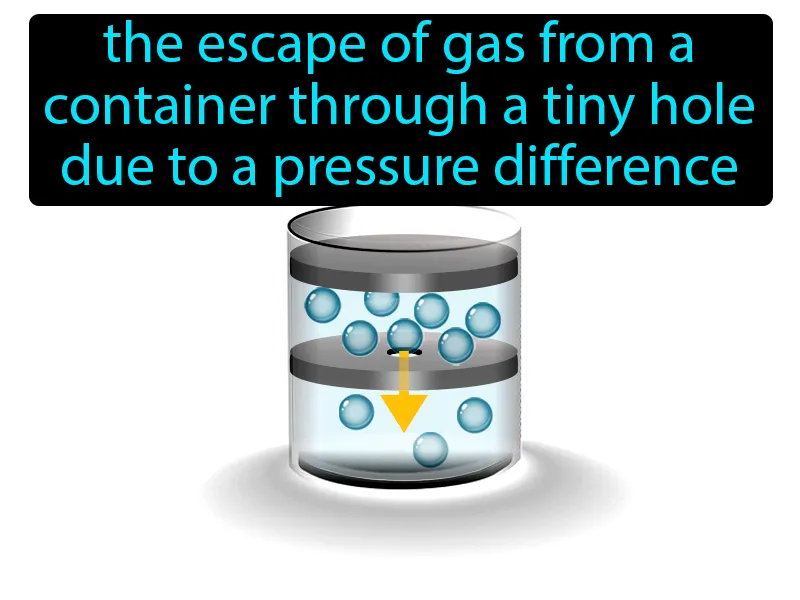 the escape of gas from a
container through a tiny hole
due to a pressure difference